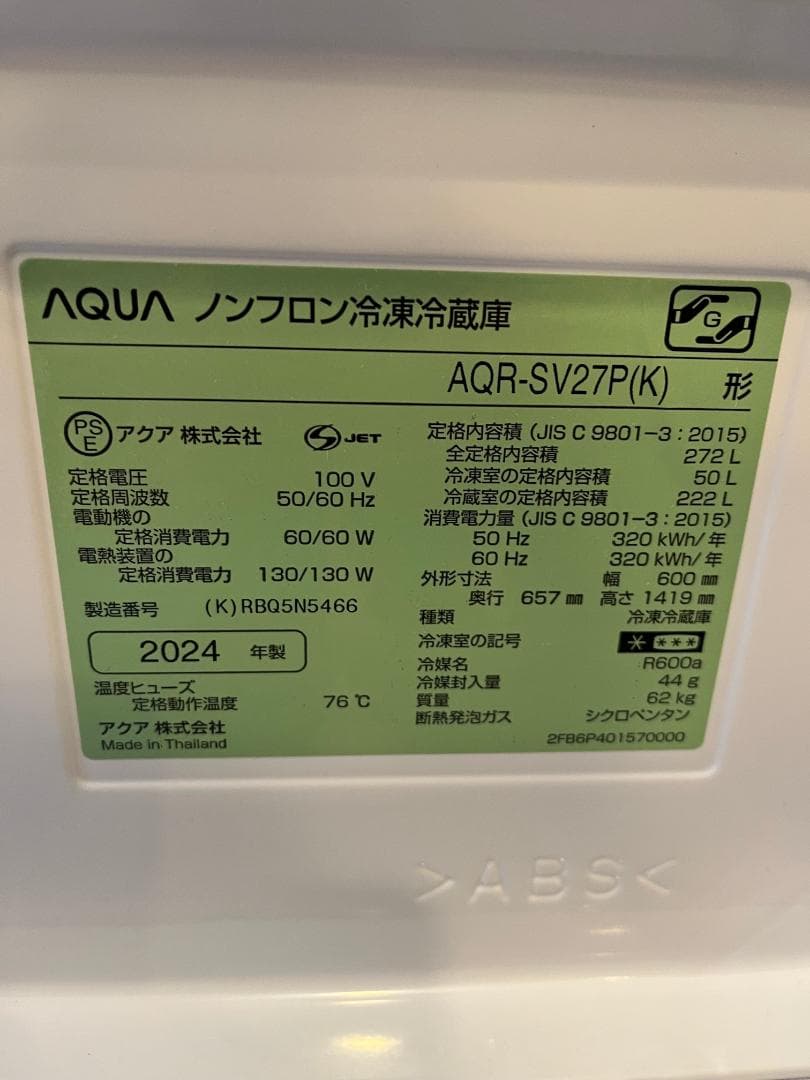 AQUA ノンフロン冷凍冷蔵庫
G
AQR-SV27P(K) 形
PS
E
アクア 株式会社
S JET
定格電圧 100 V
定格周波数 50/60 Hz
電動機の
定格消費電力 60/60 W
電熱装置の
定格消費電力 130/130 W
製造番号 (K)RBQ5N5466
2024 年製
温度ヒューズ
定格動作温度 76 ℃
アクア 株式会社
Made in Thailand
定格内容積 (JIS C 9801-3 : 2015)
全定格内容積 272 L
冷凍室の定格内容積 50 L
冷蔵室の定格内容積 222 L
消費電力量 (JIS C 9801-3 : 2015)
50 Hz 320 kWh/年
60 Hz 320 kWh/年
外形寸法 幅 600 ㎜
奥行 657 ㎜ 高さ 1419 ㎜
種類 冷凍冷蔵庫
冷凍室の記号 * ***
冷媒名 R600a
冷媒封入量 44 g
質量 62 kg
断熱発泡ガス シクロペンタン
2FB6P401570000
>ABS<